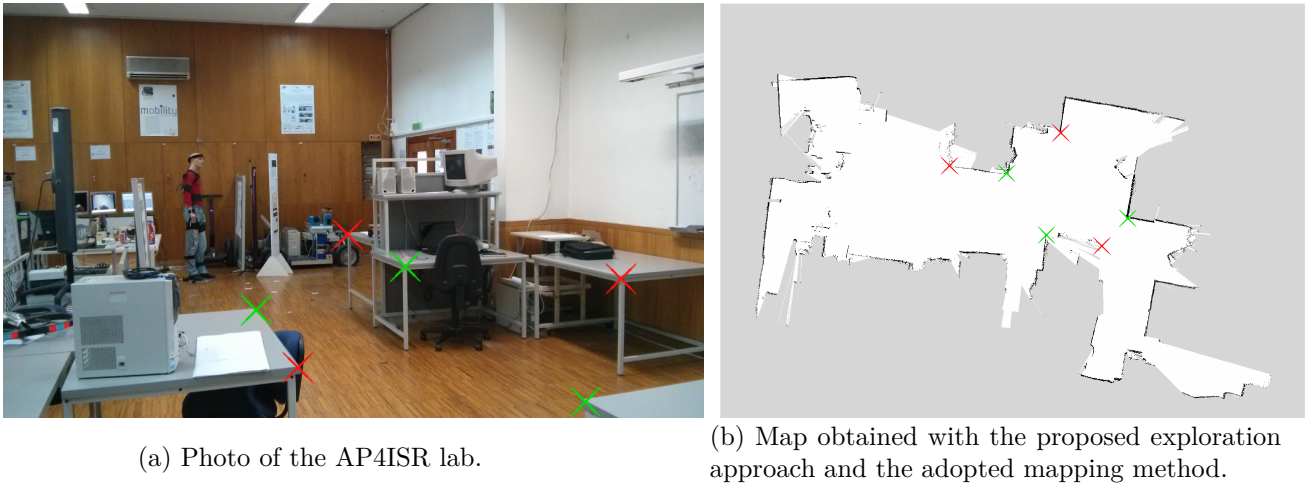 mobility
(a) Photo of the AP4ISR lab.
(b) Map obtained with the proposed exploration
approach and the adopted mapping method.